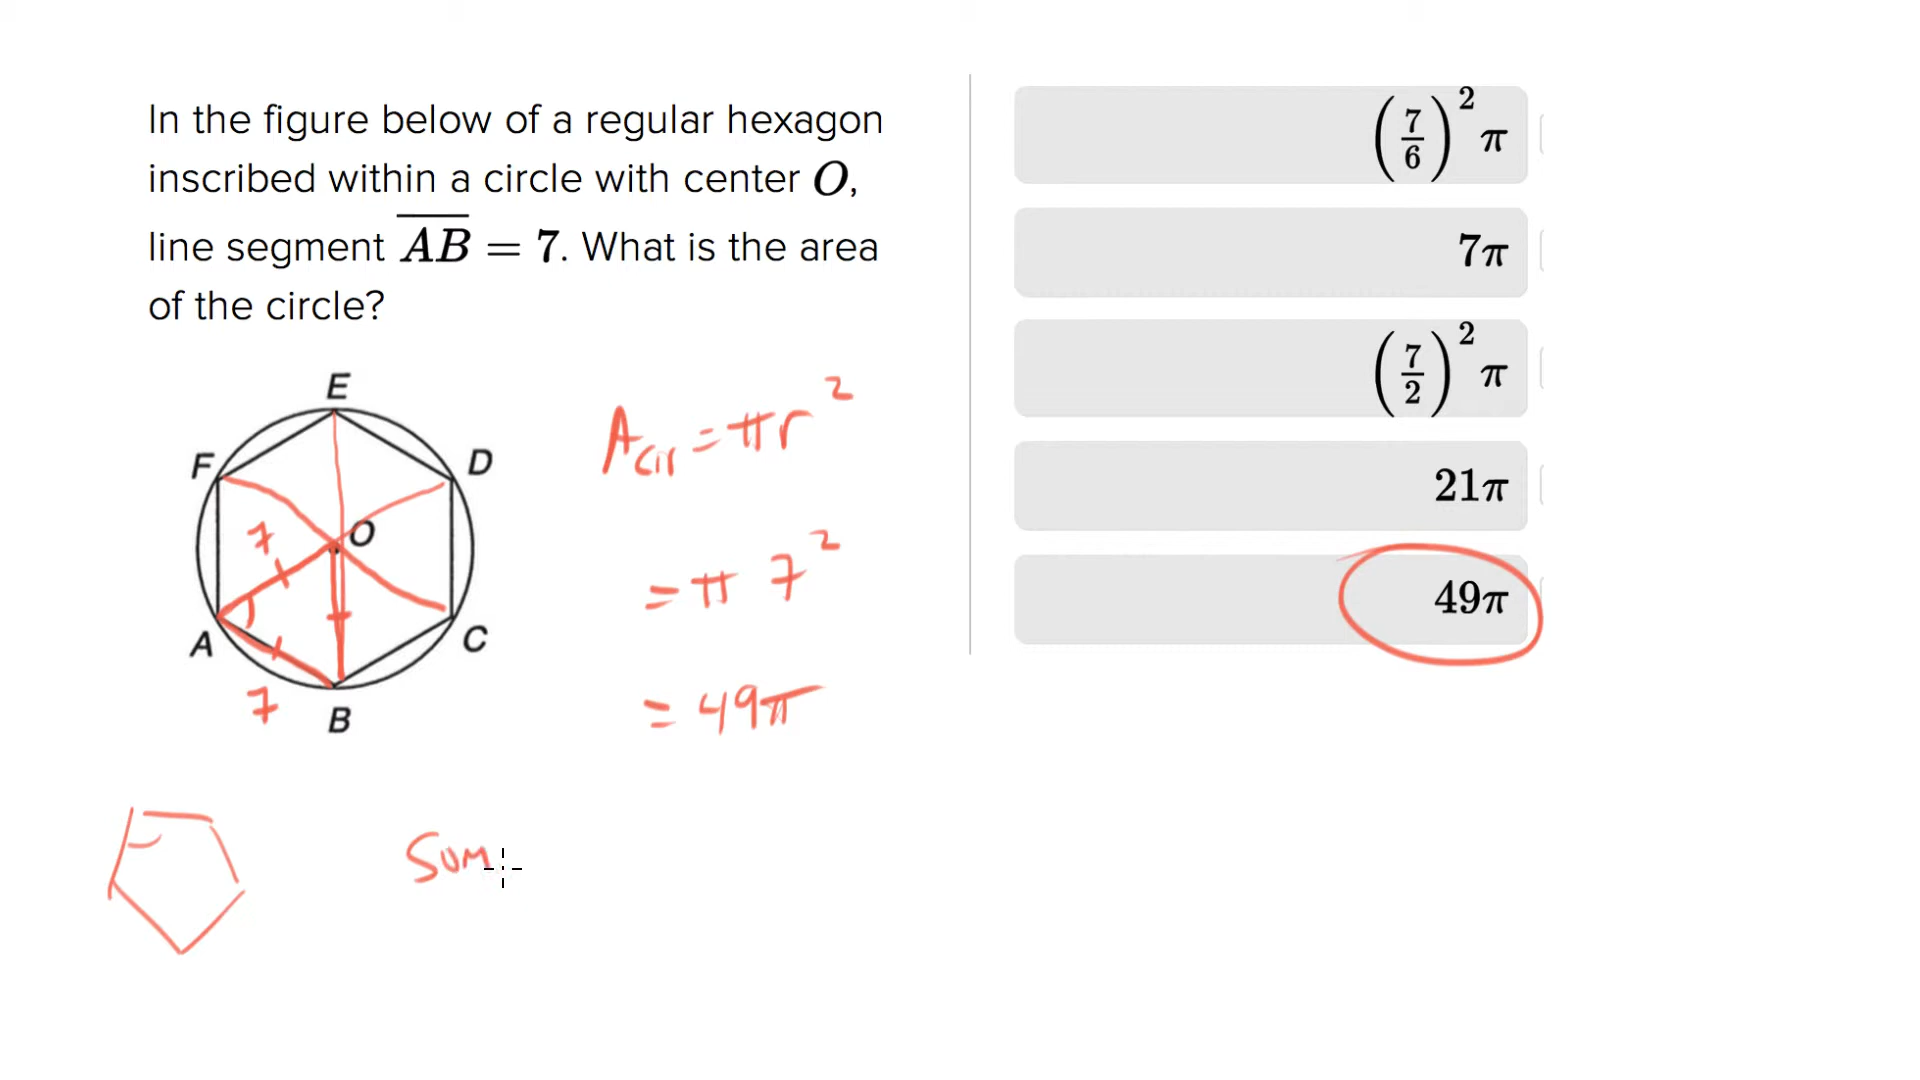 In the figure below of a regular hexagon
inscribed within a circle with center O,
line segment AB = 7. What is the area
of the circle?
E
F
D
7
O
A
C
7
B
A cir = πr²
= π 7²
= 49π
Sum
(7/6)² π
7π
(7/2)² π
21π
49π